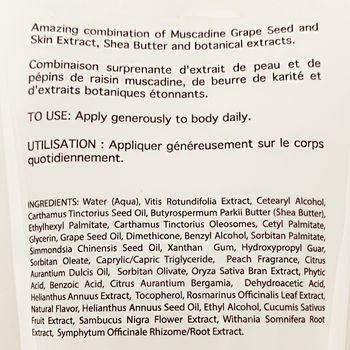 Amazing combination of Muscadine Grape Seed and
Skin Extract, Shea Butter and botanical extracts.
Combinaison surprenante d'extrait de peau et de
pépins de raisin muscadine, de beurre de karité et
d'extraits botaniques étonnants.
TO USE: Apply generously to body daily.
UTILISATION : Appliquer généreusement sur le corps
quotidiennement.
INGREDIENTS: Water (Aqua), Vitis Rotundifolia Extract, Cetearyl Alcohol,
Carthamus Tinctorius Seed Oil, Butyrospermum Parkii Butter (Shea Butter),
Ethylhexyl Palmitate, Carthamus Tinctorius Oleosomes, Cetyl Palmitate,
Glycerin, Grape Seed Oil, Dimethicone, Benzyl Alcohol, Sorbitan Palmitate,
Simmondsia Chinensis Seed Oil, Xanthan Gum, Hydroxypropyl Guar,
Sorbitan Oleate, Caprylic/Capric Triglyceride, Peach Fragrance, Citrus
Aurantium Dulcis Oil, Sorbitan Olivate, Oryza Sativa Bran Extract, Phytic
Acid, Benzoic Acid, Citrus Aurantium Bergamia, Dehydroacetic Acid,
Helianthus Annuus Extract, Tocopherol, Rosmarinus Officinalis Leaf Extract,
Natural Flavor, Helianthus Annuus Seed Oil, Ethyl Alcohol, Cucumis Sativus
Fruit Extract, Sambucus Nigra Flower Extract, Withania Somnifera Root
Extract, Symphytum Officinale Rhizome/Root Extract.